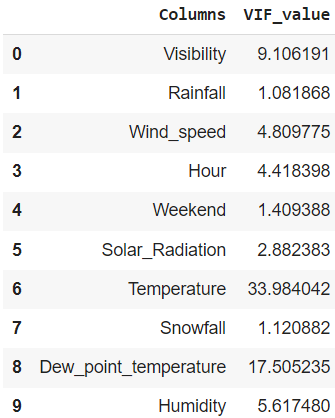 Columns VIF_value
0 Visibility 9.106191
1 Rainfall 1.081868
2 Wind_speed 4.809775
3 Hour 4.418398
4 Weekend 1.409388
5 Solar_Radiation 2.882383
6 Temperature 33.984042
7 Snowfall 1.120882
8 Dew_point_temperature 17.505235
9 Humidity 5.617480